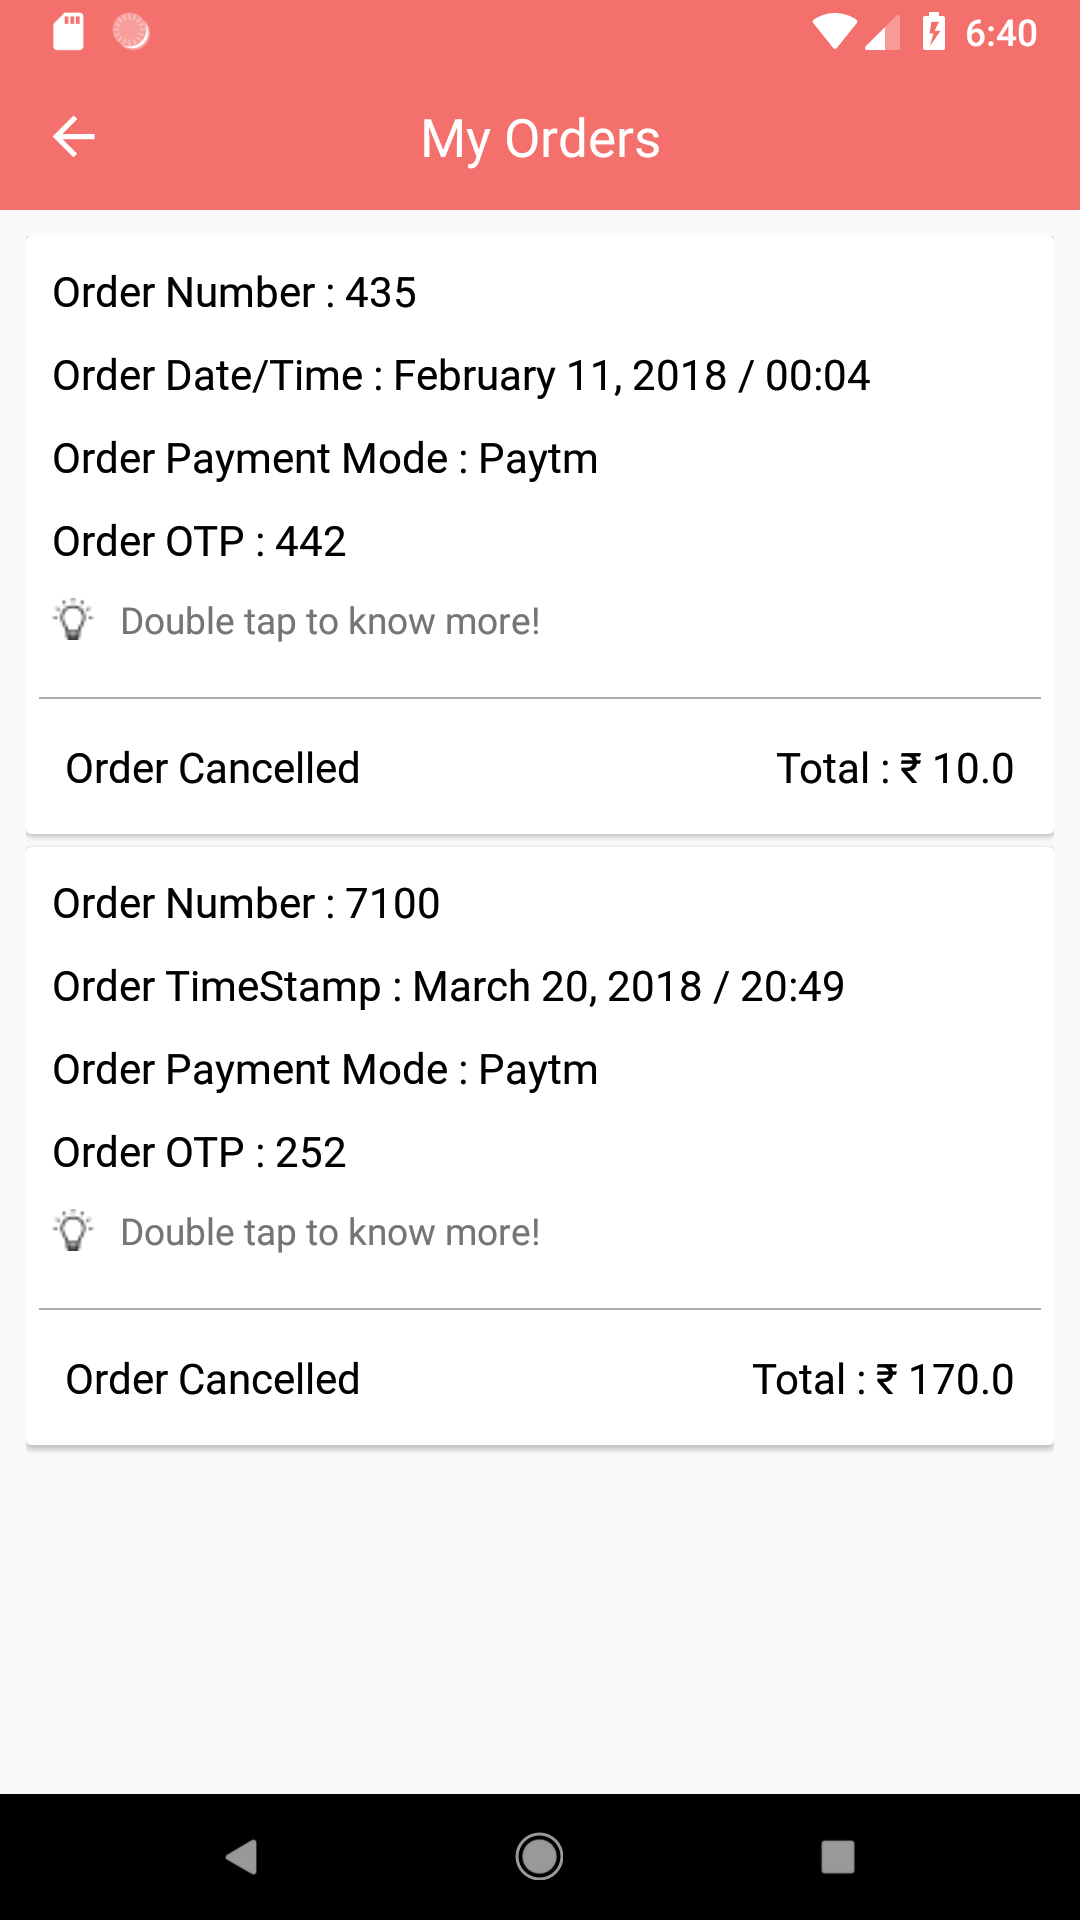 6:40
My Orders
Order Number : 435
Order Date/Time : February 11, 2018 / 00:04
Order Payment Mode : Paytm
Order OTP : 442
Double tap to know more!
Order Cancelled Total : ₹ 10.0
Order Number : 7100
Order TimeStamp : March 20, 2018 / 20:49
Order Payment Mode : Paytm
Order OTP : 252
Double tap to know more!
Order Cancelled Total : ₹ 170.0